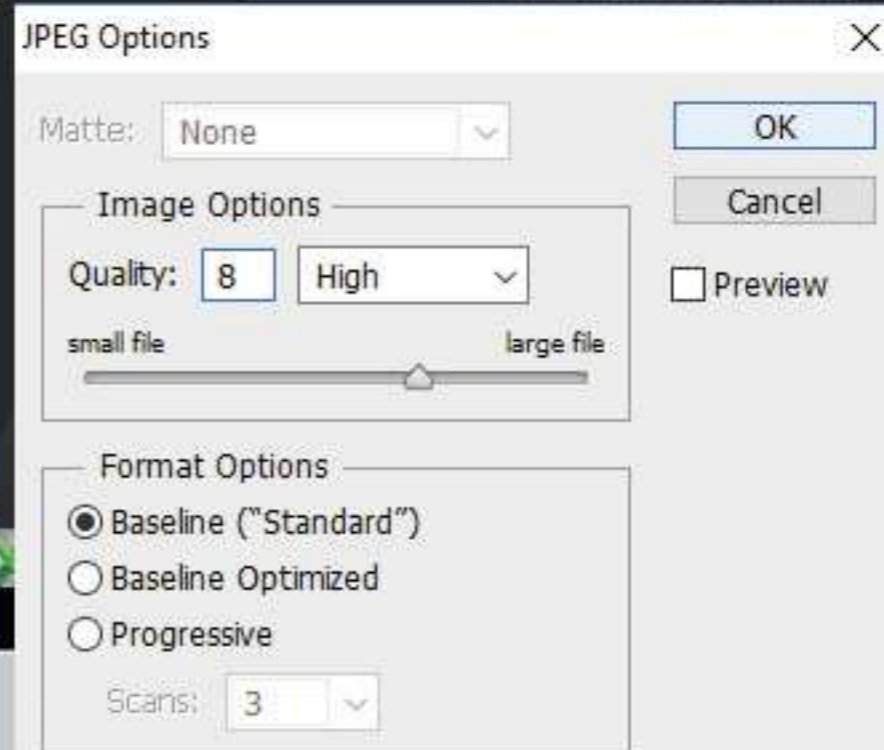 JPEG Options
Matte: None
OK
Image Options
Cancel
Quality: 8 High
Preview
small file large file
Format Options
Baseline (“Standard”)
Baseline Optimized
Progressive
Scans: 3